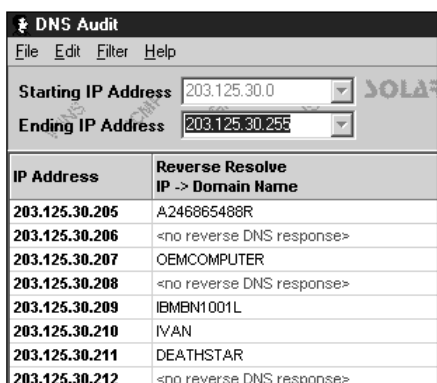 DNS Audit
File Edit Filter Help
Starting IP Address 203.125.30.0
SOLAR
Ending IP Address 203.125.30.255
IP Address Reverse Resolve
IP -> Domain Name
203.125.30.205 A246865488R
203.125.30.206 <no reverse DNS response>
203.125.30.207 OEMCOMPUTER
203.125.30.208 <no reverse DNS response>
203.125.30.209 IBMBN1001L
203.125.30.210 IVAN
203.125.30.211 DEATHSTAR
203.125.30.212 <no reverse DNS response>